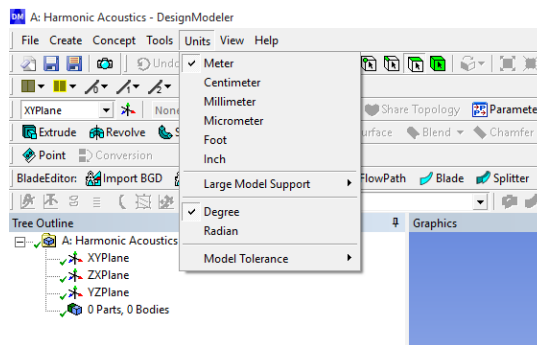 DM A: Harmonic Acoustics - DesignModeler
File Create Concept Tools Units View Help
Undo
XYPlane None
Share Topology Paramete
Extrude Revolve S
urface Blend Chamfer
Point Conversion
BladeEditor: Import BGD
FlowPath Blade Splitter
Meter
Centimeter
Millimeter
Micrometer
Foot
Inch
Large Model Support
Degree
Radian
Model Tolerance
Tree Outline
Graphics
A: Harmonic Acoustics
XYPlane
ZXPlane
YZPlane
0 Parts, 0 Bodies